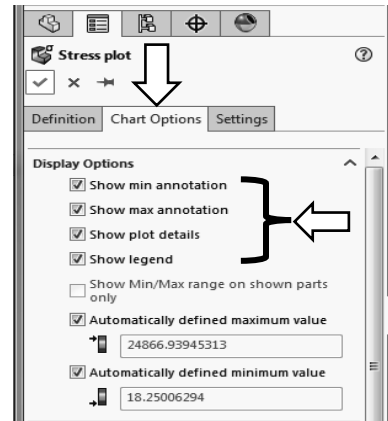 Stress plot
Definition Chart Options Settings
Display Options
Show min annotation
Show max annotation
Show plot details
Show legend
Show Min/Max range on shown parts
only
Automatically defined maximum value
24866.93945313
Automatically defined minimum value
18.25006294